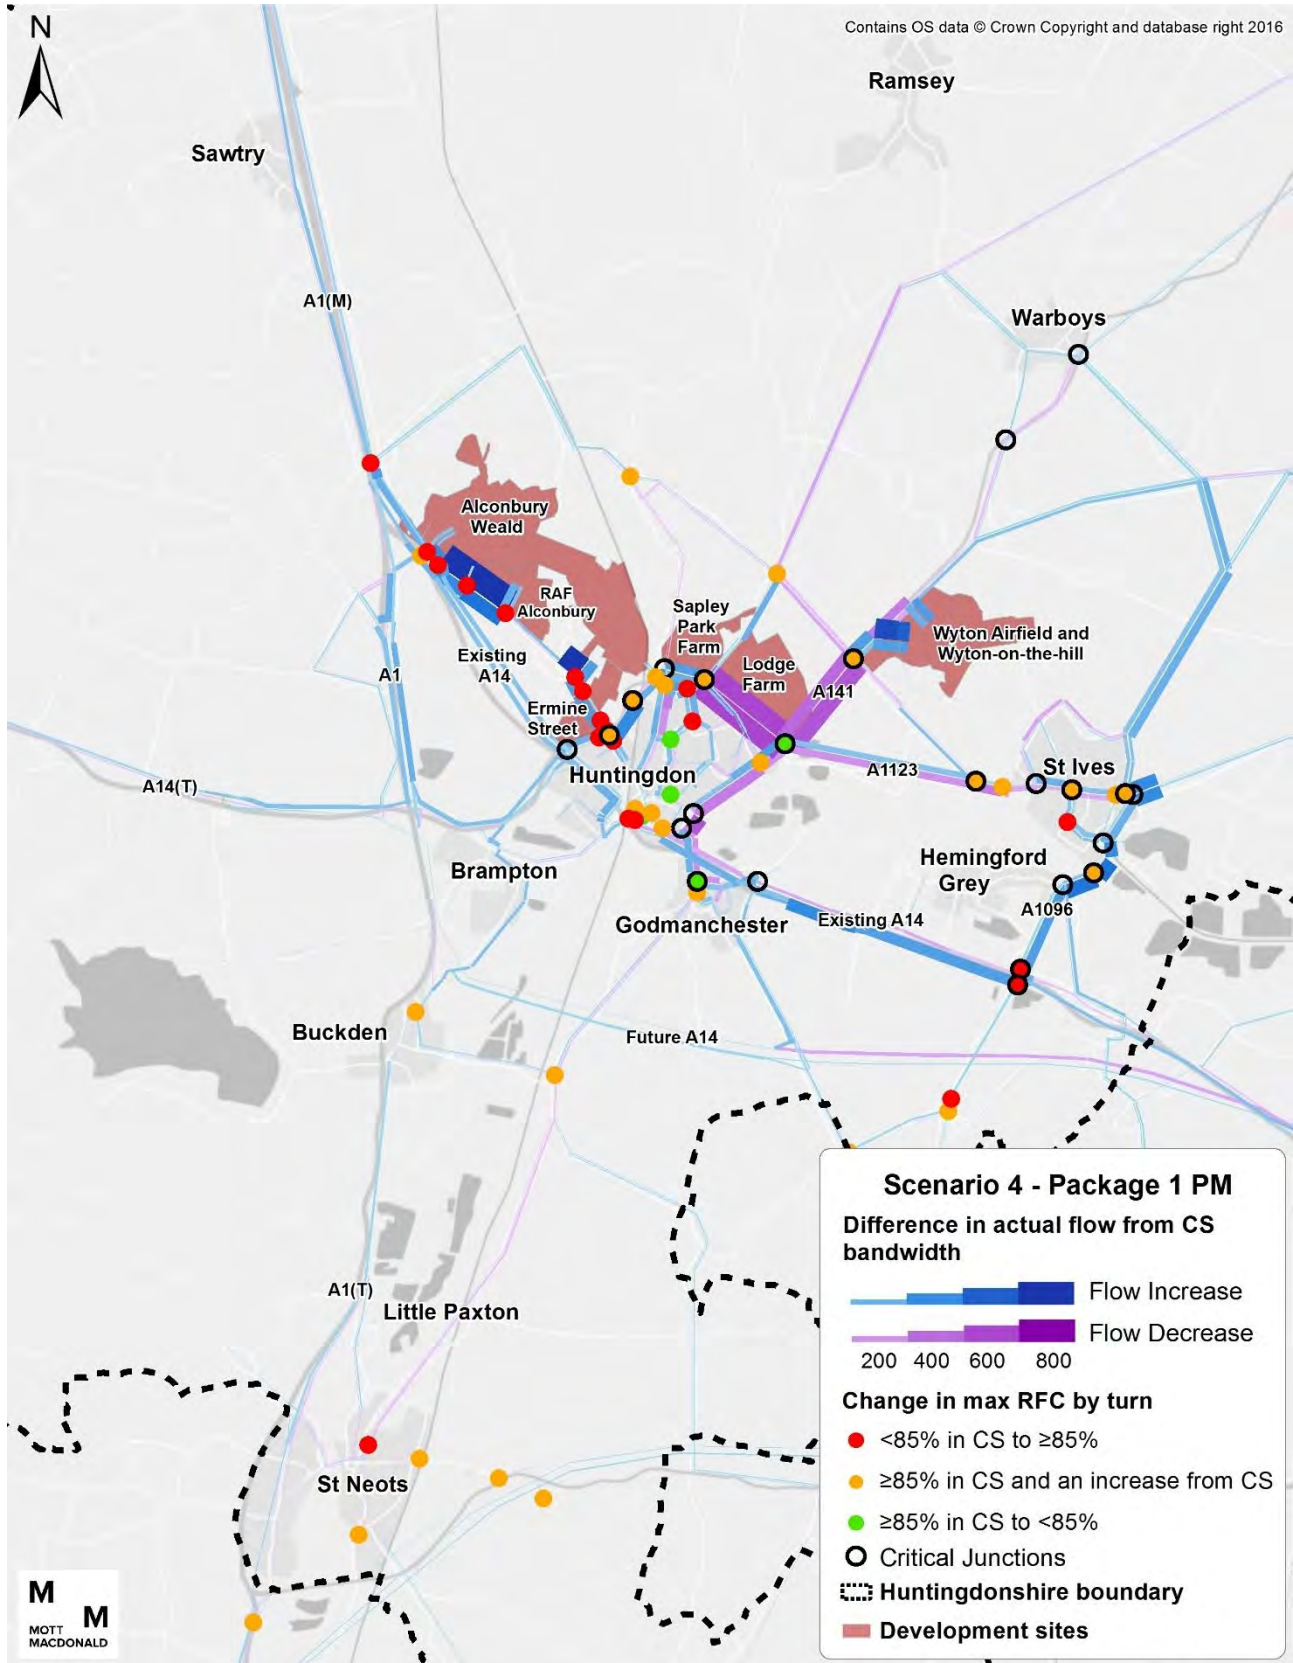 N
Contains OS data © Crown Copyright and database right 2016
Ramsey
Sawtry
A1(M)
Warboys
Alconbury
Weald
RAF
Alconbury
Sapley
Park
Farm
Wyton Airfield and
Wyton-on-the-hill
Existing
A14
Lodge
Farm
A141
A1
Ermine
Street
Huntingdon
A1123
St Ives
A14(T)
Brampton
Hemingford
Grey
A1096
Godmanchester
Existing A14
Buckden
Future A14
A1(T)
Little Paxton
St Neots
Scenario 4 - Package 1 PM
Difference in actual flow from CS
bandwidth
Flow Increase
Flow Decrease
200 400 600 800
Change in max RFC by turn
<85% in CS to ≥85%
≥85% in CS and an increase from CS
≥85% in CS to <85%
Critical Junctions
Huntingdonshire boundary
Development sites
M
M
MOTT
MACDONALD